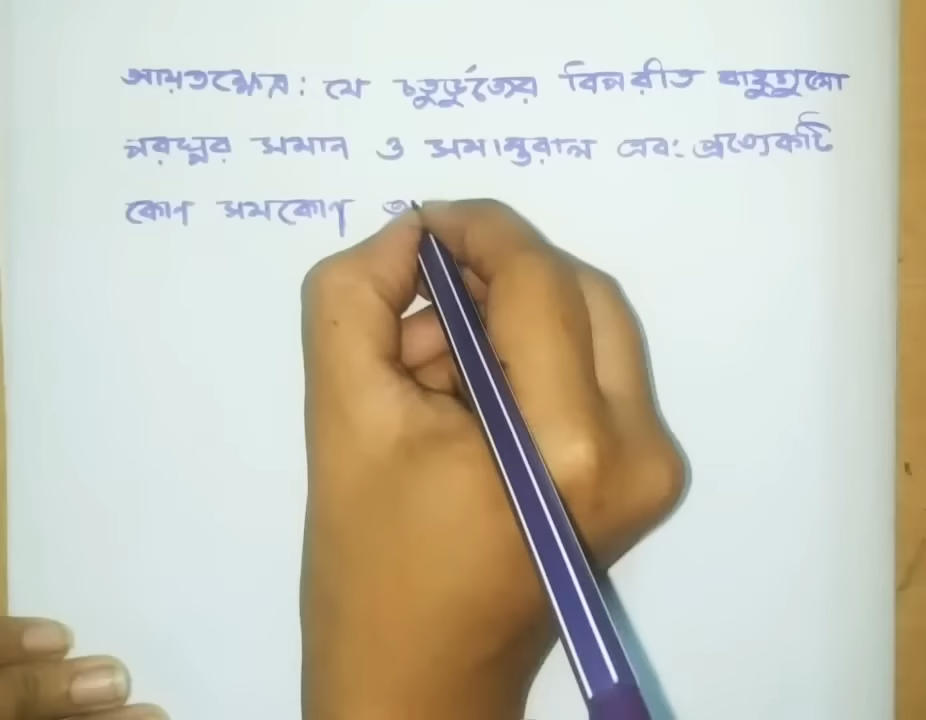 আয়তক্ষেত্র: যে চতুর্ভুজের বিপরীত বাহুগুলো
পরস্পর সমান ও সমান্তরাল এবং প্রত্যেকটি
কোণ সমকোণ